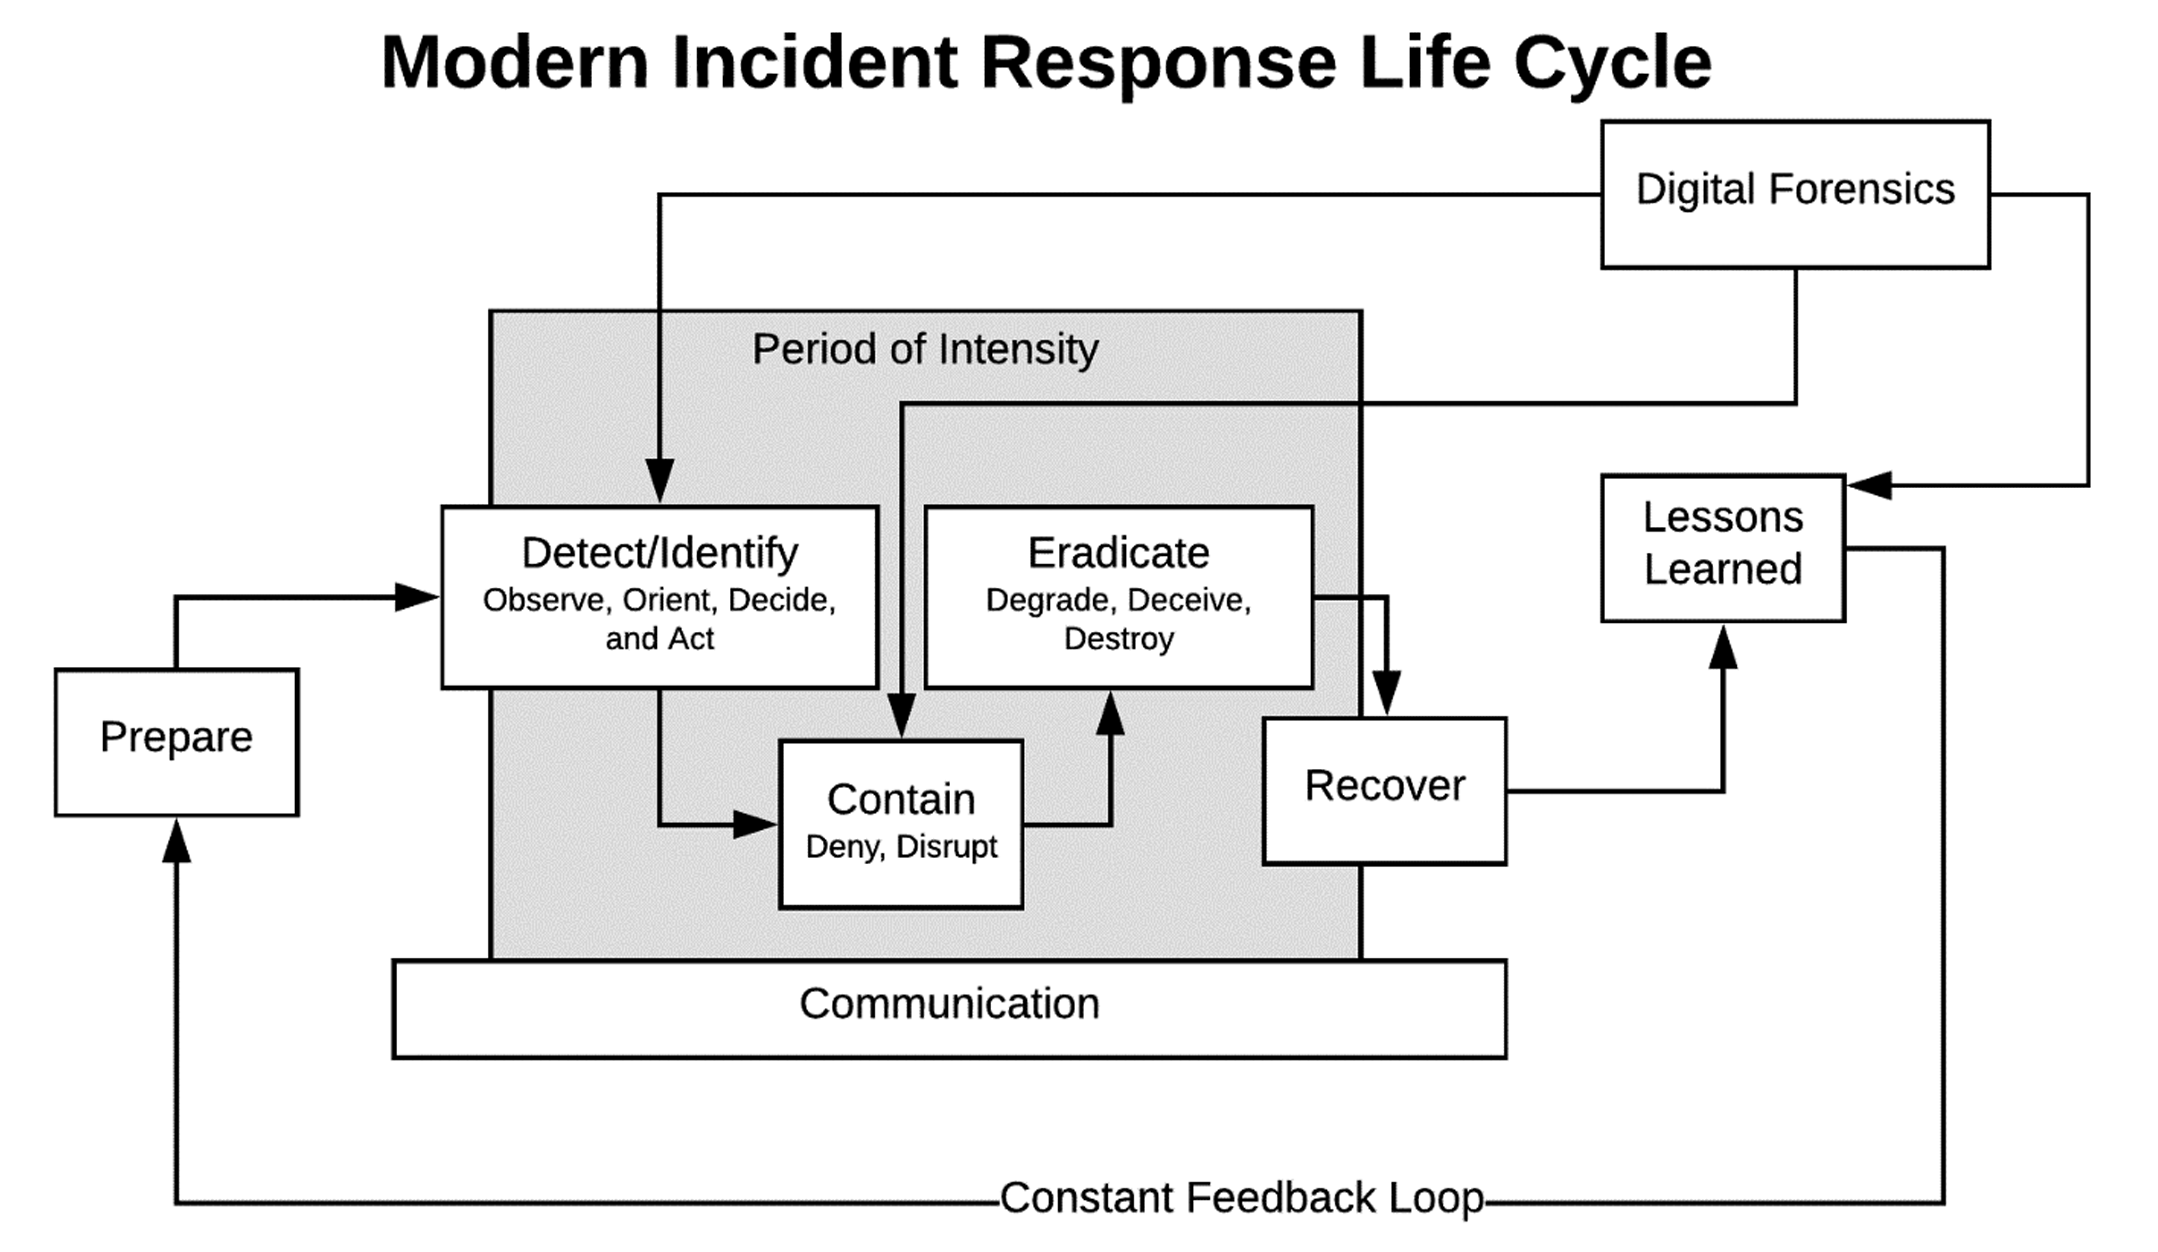 Modern Incident Response Life Cycle
Digital Forensics
Period of Intensity
Detect/Identify
Observe, Orient, Decide,
and Act
Eradicate
Degrade, Deceive,
Destroy
Lessons
Learned
Prepare
Contain
Deny, Disrupt
Recover
Communication
Constant Feedback Loop